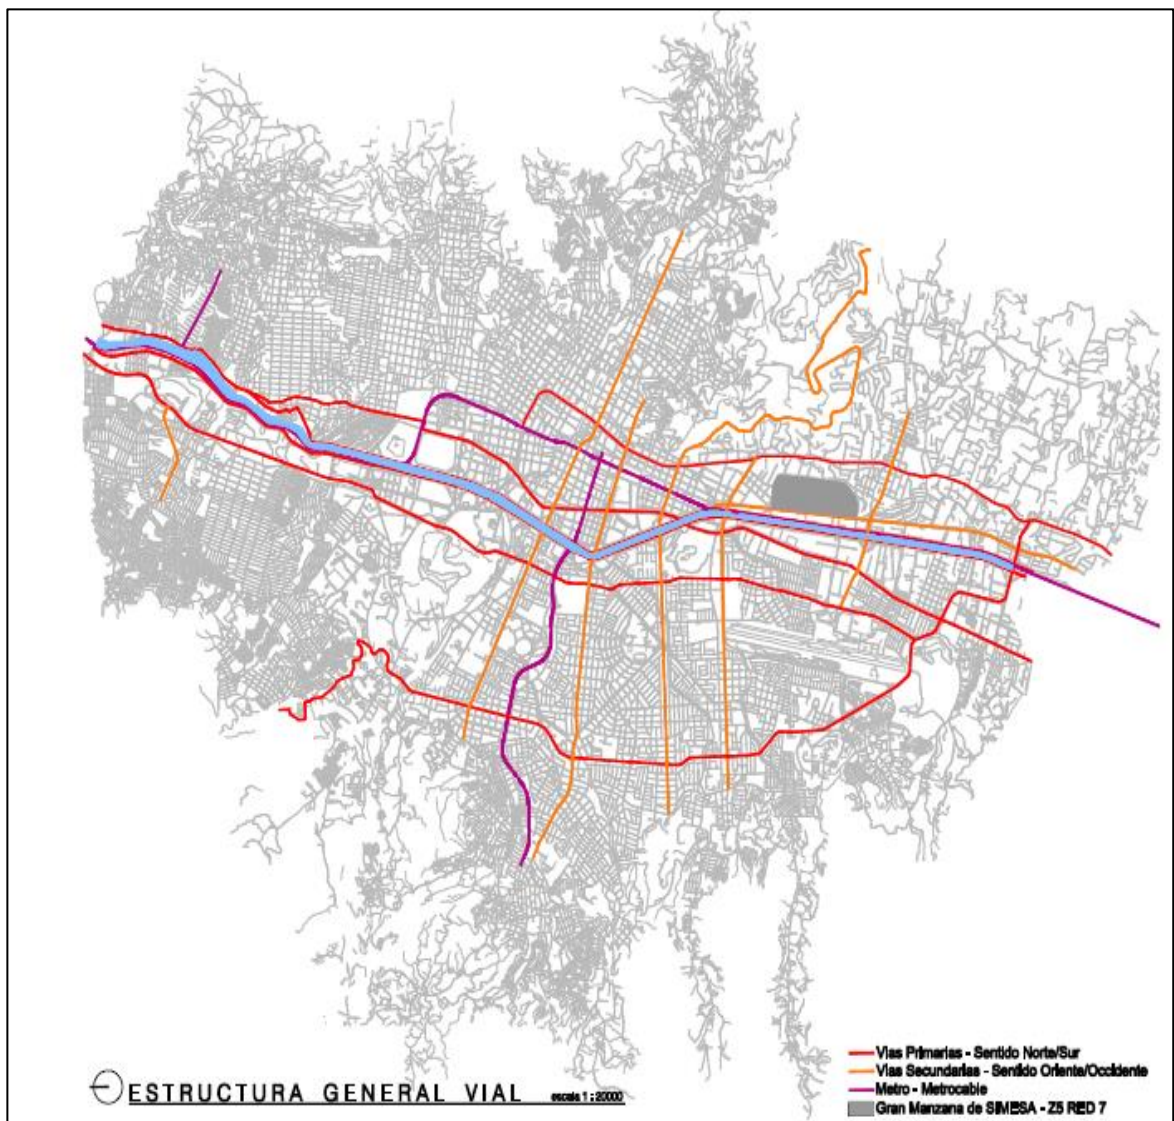 Vias Primarias - Sentido Norte/Sur
Vias Secundarias - Sentido Oriente/Occidente
Metro - Metrocable
Gran Manzana de SIMESA - Z5 RED 7
ESTRUCTURA GENERAL VIAL escala 1 : 20000